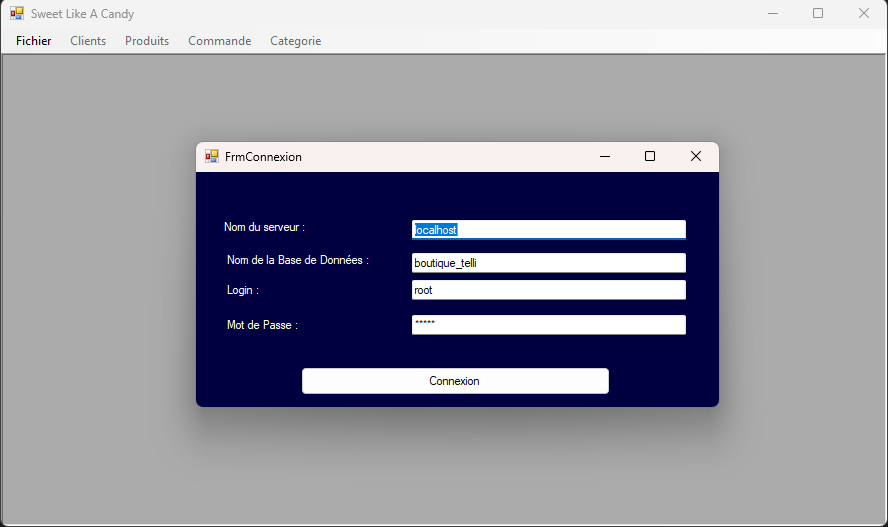 Sweet Like A Candy
Fichier Clients Produits Commande Categorie
FrmConnexion
Nom du serveur : localhost
Nom de la Base de Données : boutique_telli
Login : root
Mot de Passe : *****
Connexion